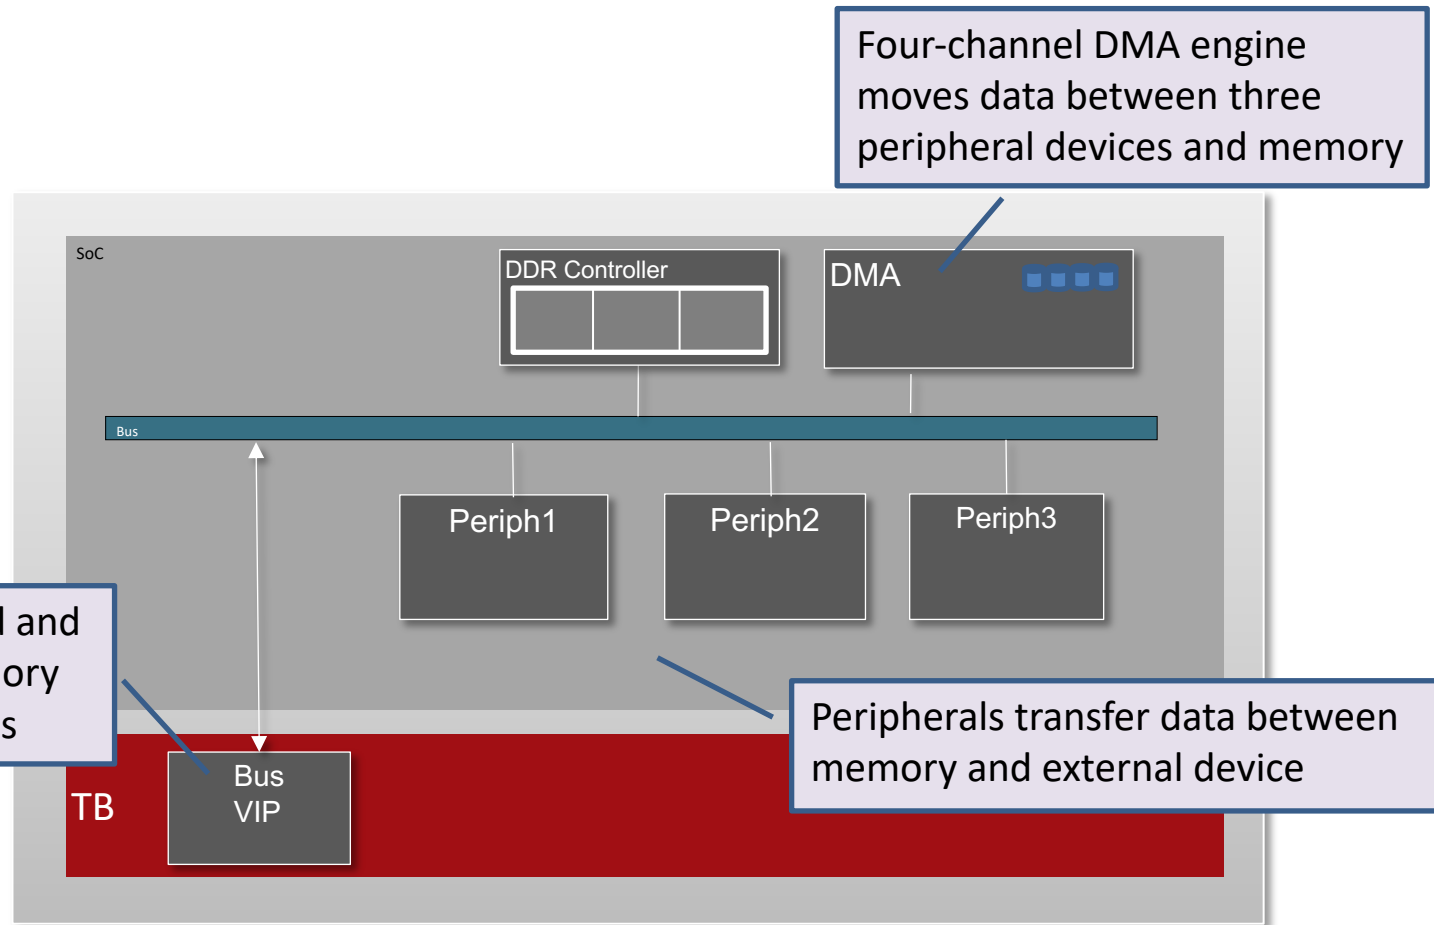 Four-channel DMA engine
moves data between three
peripheral devices and memory
SoC
DDR Controller
DMA
Bus
Periph1
Periph2
Periph3
and
ory
s
Peripherals transfer data between
memory and external device
Bus
VIP
TB